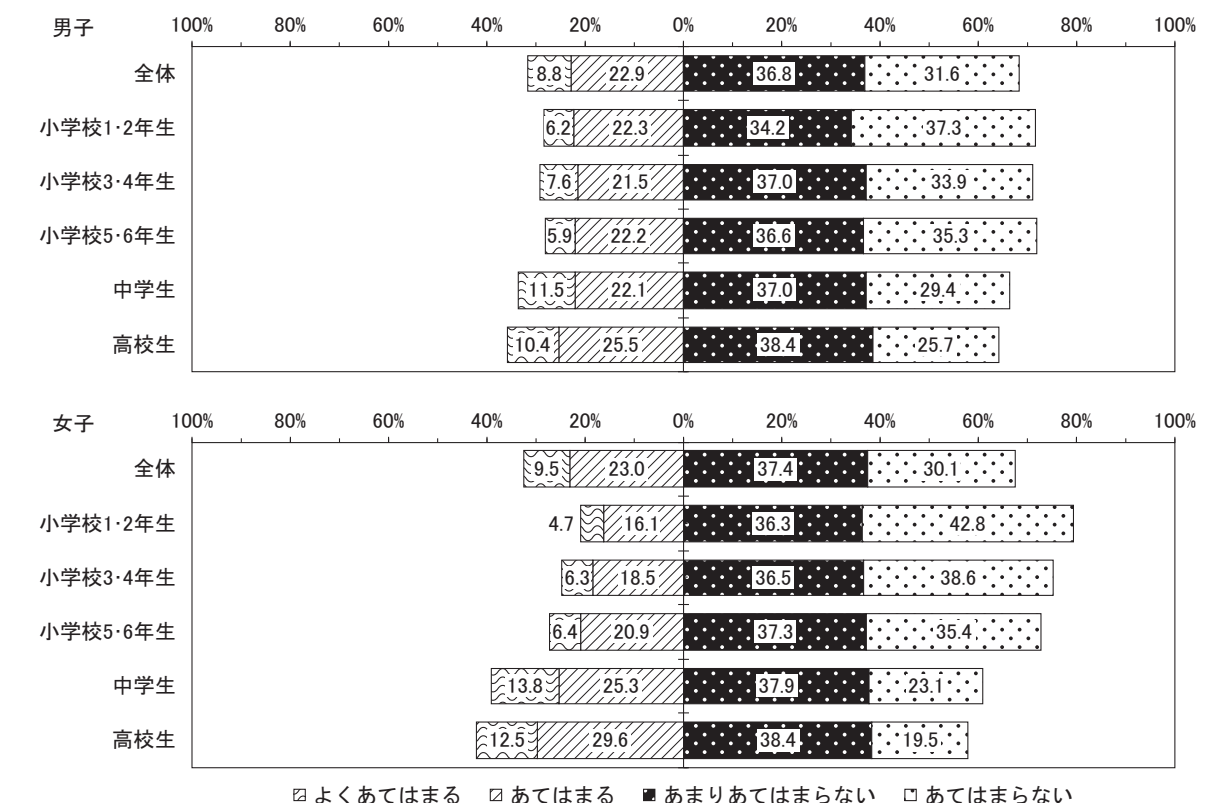 男子 100% 80% 60% 40% 20% 0% 20% 40% 60% 80% 100%
全体 8.8 22.9 36.8 31.6
小学校1･2年生 6.2 22.3 34.2 37.3
小学校3･4年生 7.6 21.5 37.0 33.9
小学校5･6年生 5.9 22.2 36.6 35.3
中学生 11.5 22.1 37.0 29.4
高校生 10.4 25.5 38.4 25.7
女子 100% 80% 60% 40% 20% 0% 20% 40% 60% 80% 100%
全体 9.5 23.0 37.4 30.1
小学校1･2年生 4.7 16.1 36.3 42.8
小学校3･4年生 6.3 18.5 36.5 38.6
小学校5･6年生 6.4 20.9 37.3 35.4
中学生 13.8 25.3 37.9 23.1
高校生 12.5 29.6 38.4 19.5
よくあてはまる あてはまる あまりあてはまらない あてはまらない